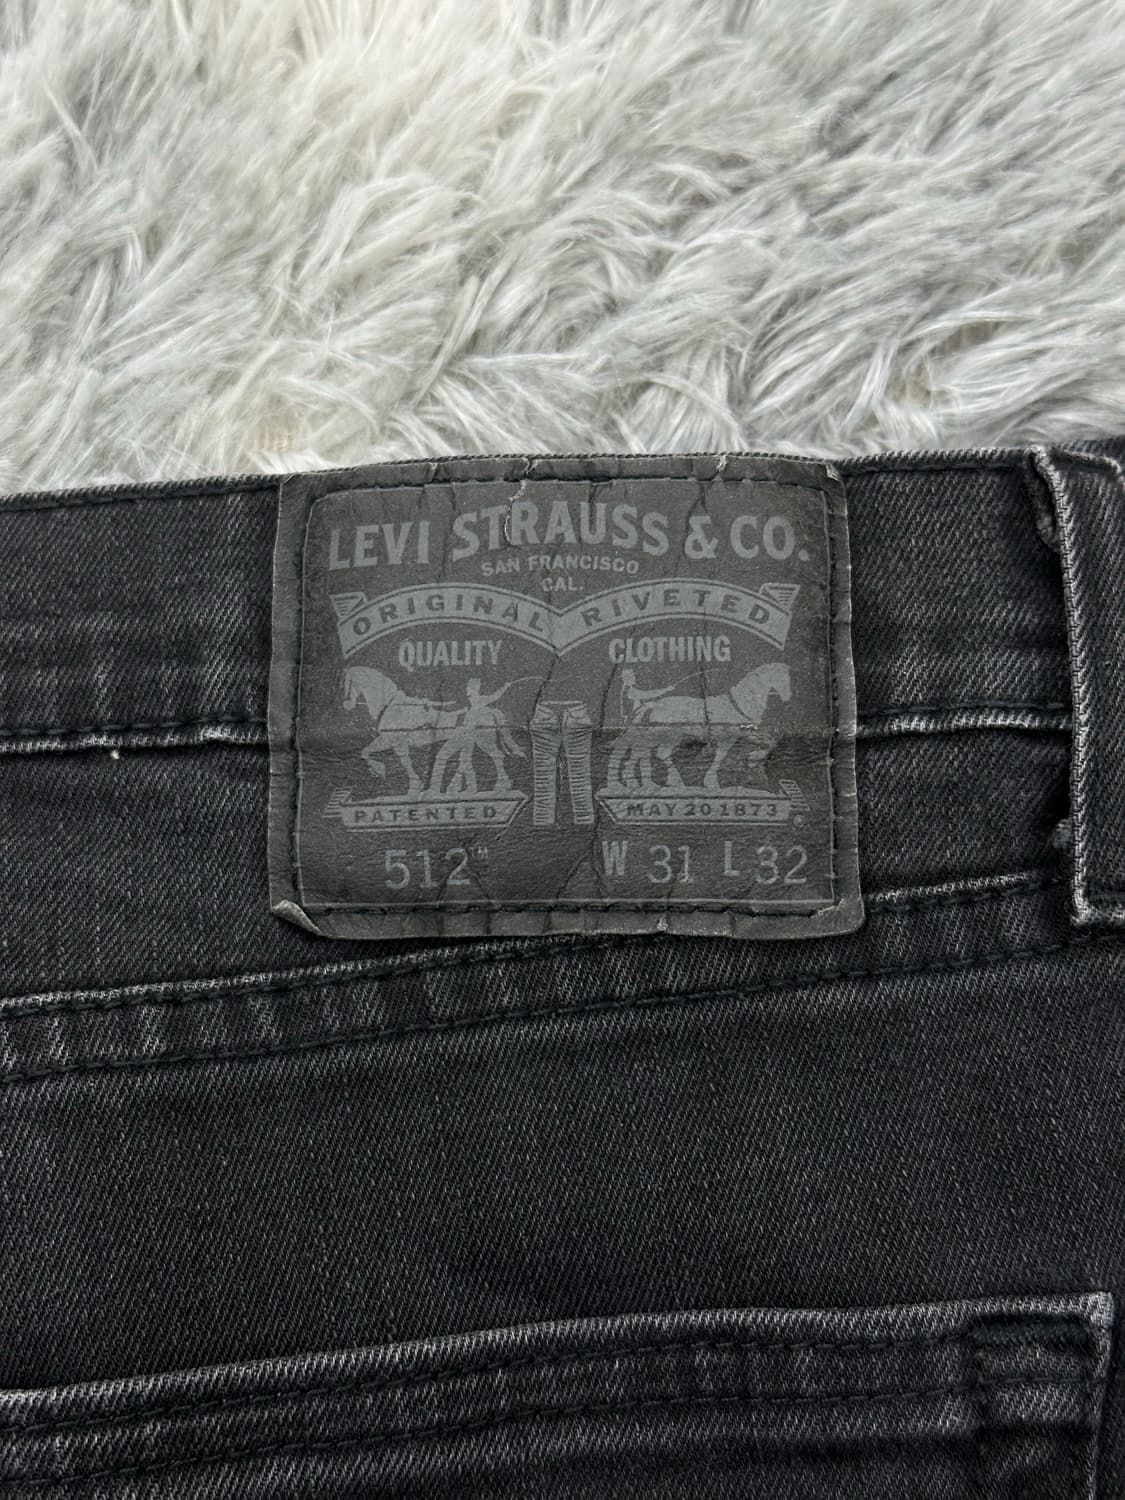 LEVI STRAUSS & CO.
SAN FRANCISCO
CAL.
ORIGINAL RIVETED
QUALITY CLOTHING
PATENTED MAY 20 1873
512™ W 31 L 32